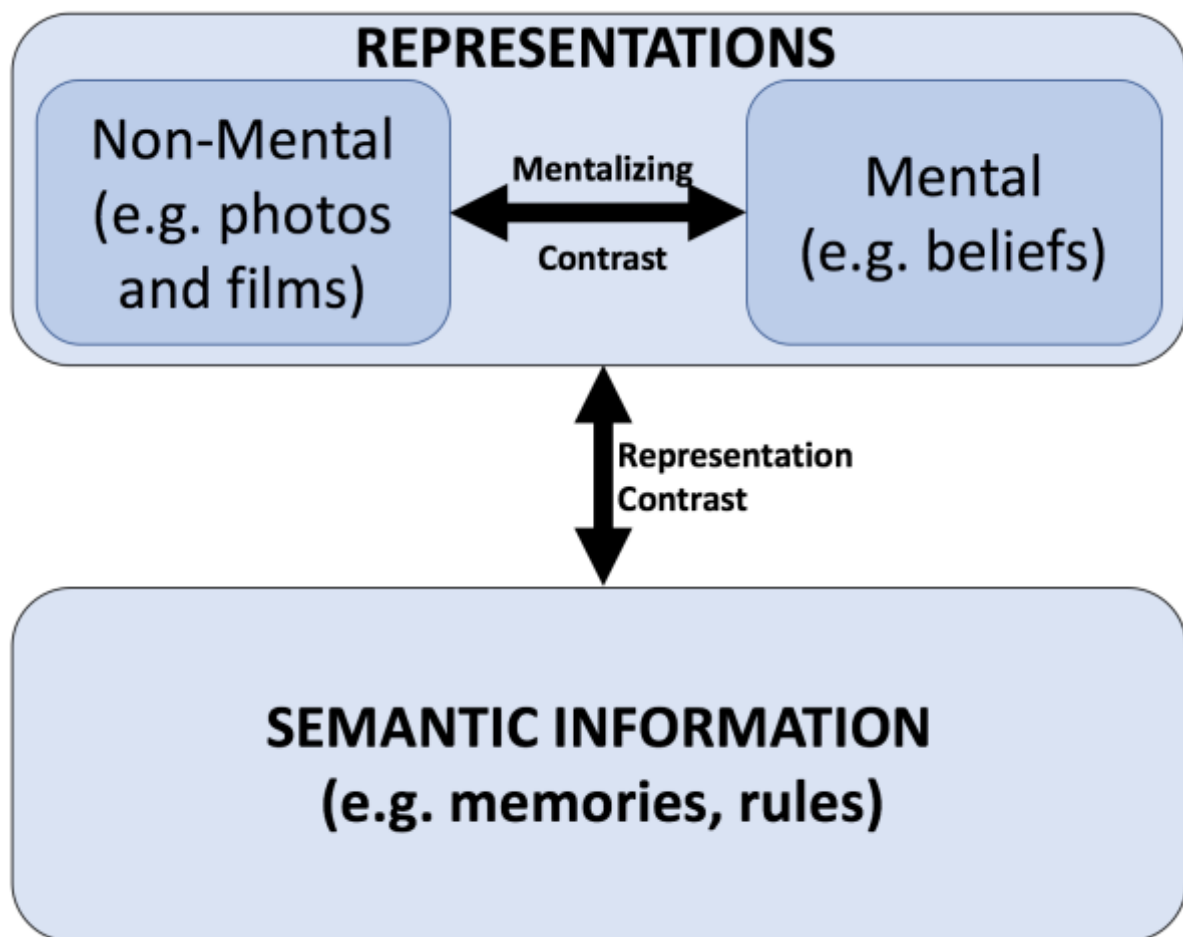 REPRESENTATIONS
Non-Mental
(e.g. photos
and films)
Mentalizing
Contrast
Mental
(e.g. beliefs)
Representation
Contrast
SEMANTIC INFORMATION
(e.g. memories, rules)